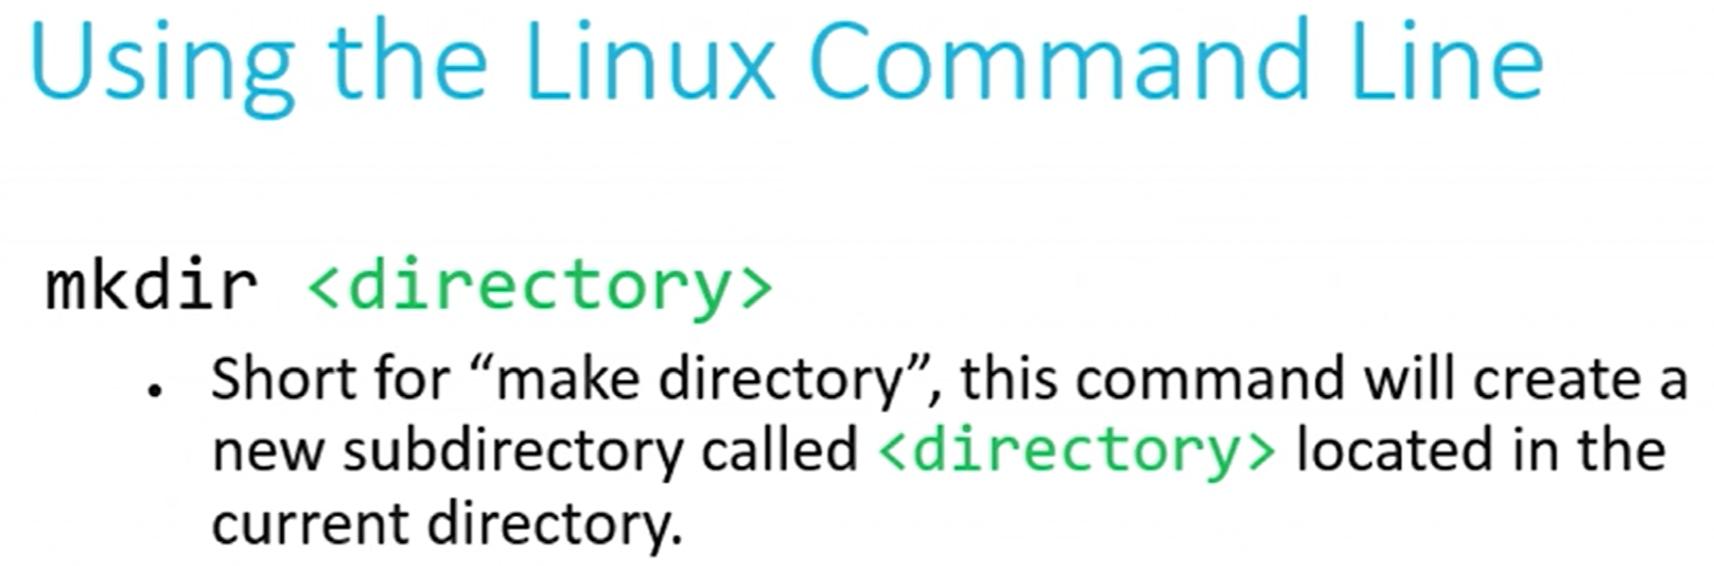 Using the Linux Command Line
mkdir <directory>
• Short for “make directory”, this command will create a
new subdirectory called <directory> located in the
current directory.